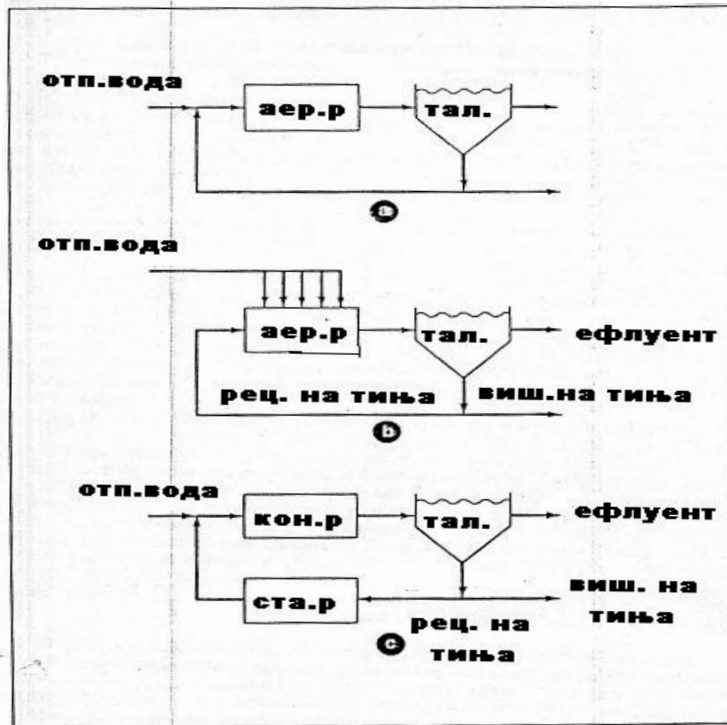 отп.вода
аер.р
тал.
a
отп.вода
аер.р
тал.
ефлуент
рец. на тиња
виш.на тиња
b
отп.вода
кон.р
тал.
ефлуент
ста.р
рец. на
тиња
виш. на
тиња
c